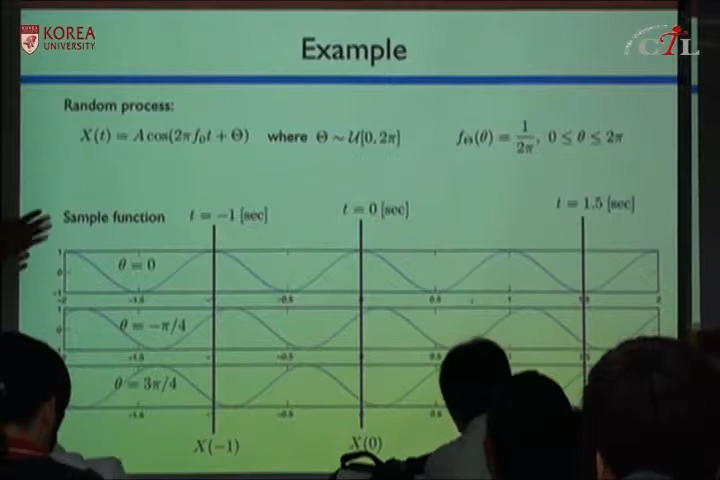 KOREA
UNIVERSITY
CTL
Example
Random process:
X(t) = A cos(2πf₀t + Θ) where Θ ~ 𝒰[0, 2π] f_Θ(θ) = 1/2π, 0 ≤ θ ≤ 2π
Sample function t = −1 [sec] t = 0 [sec] t = 1.5 [sec]
θ = 0
θ = −π/4
θ = 3π/4
X(−1) X(0)